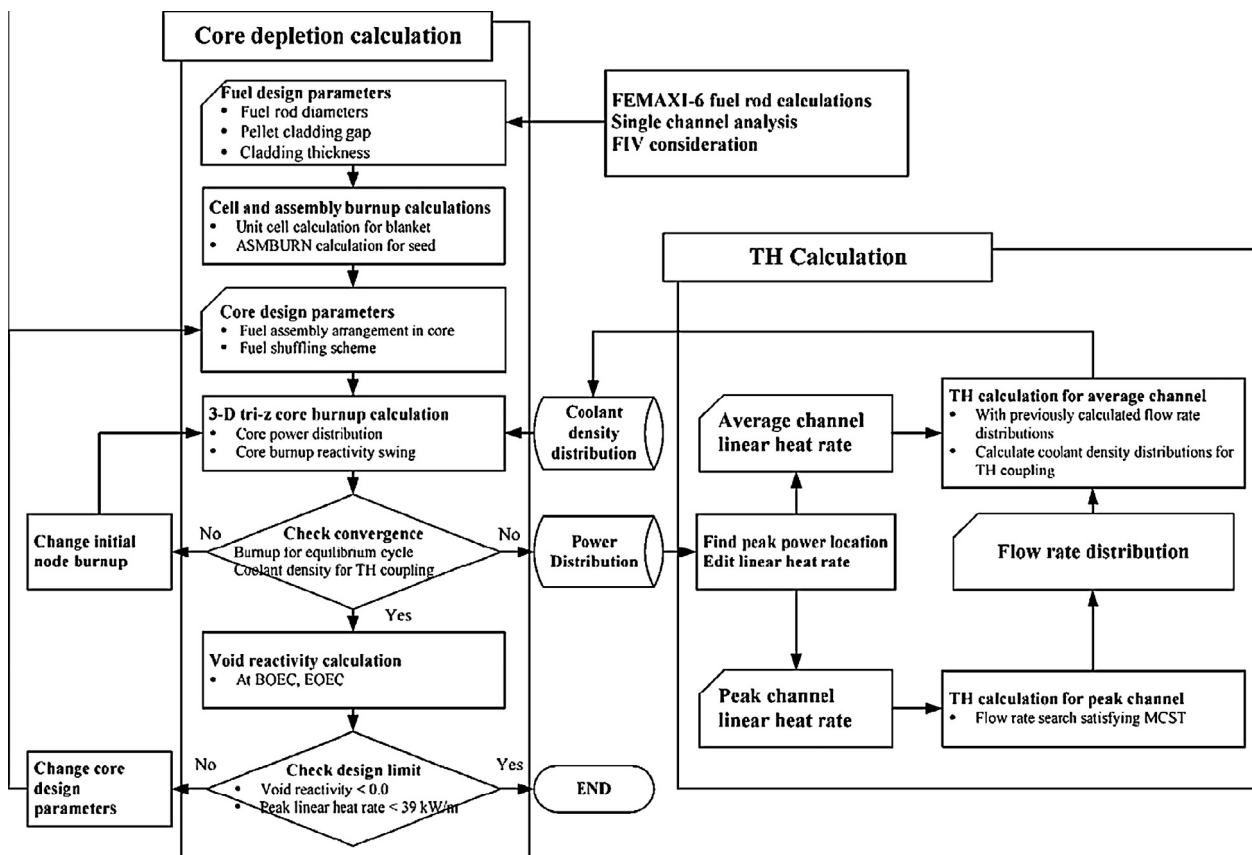 Core depletion calculation
Fuel design parameters
• Fuel rod diameters
• Pellet cladding gap
• Cladding thickness
FEMAXI-6 fuel rod calculations
Single channel analysis
FIV consideration
Cell and assembly burnup calculations
• Unit cell calculation for blanket
• ASMBURN calculation for seed
TH Calculation
Core design parameters
• Fuel assembly arrangement in core
• Fuel shuffling scheme
3-D tri-z core burnup calculation
• Core power distribution
• Core burnup reactivity swing
Coolant
density
distribution
Average channel
linear heat rate
TH calculation for average channel
• With previously calculated flow rate
distributions
• Calculate coolant density distributions for
TH coupling
Change initial
node burnup
No
Check convergence
Burnup for equilibrium cycle
Coolant density for TH coupling
No
Yes
Power
Distribution
Find peak power location
Edit linear heat rate
Flow rate distribution
Void reactivity calculation
• At BOEC, EOEC
Peak channel
linear heat rate
TH calculation for peak channel
• Flow rate search satisfying MCST
Change core
design
parameters
No
Check design limit
• Void reactivity < 0.0
• Peak linear heat rate < 39 kW/m
Yes
END